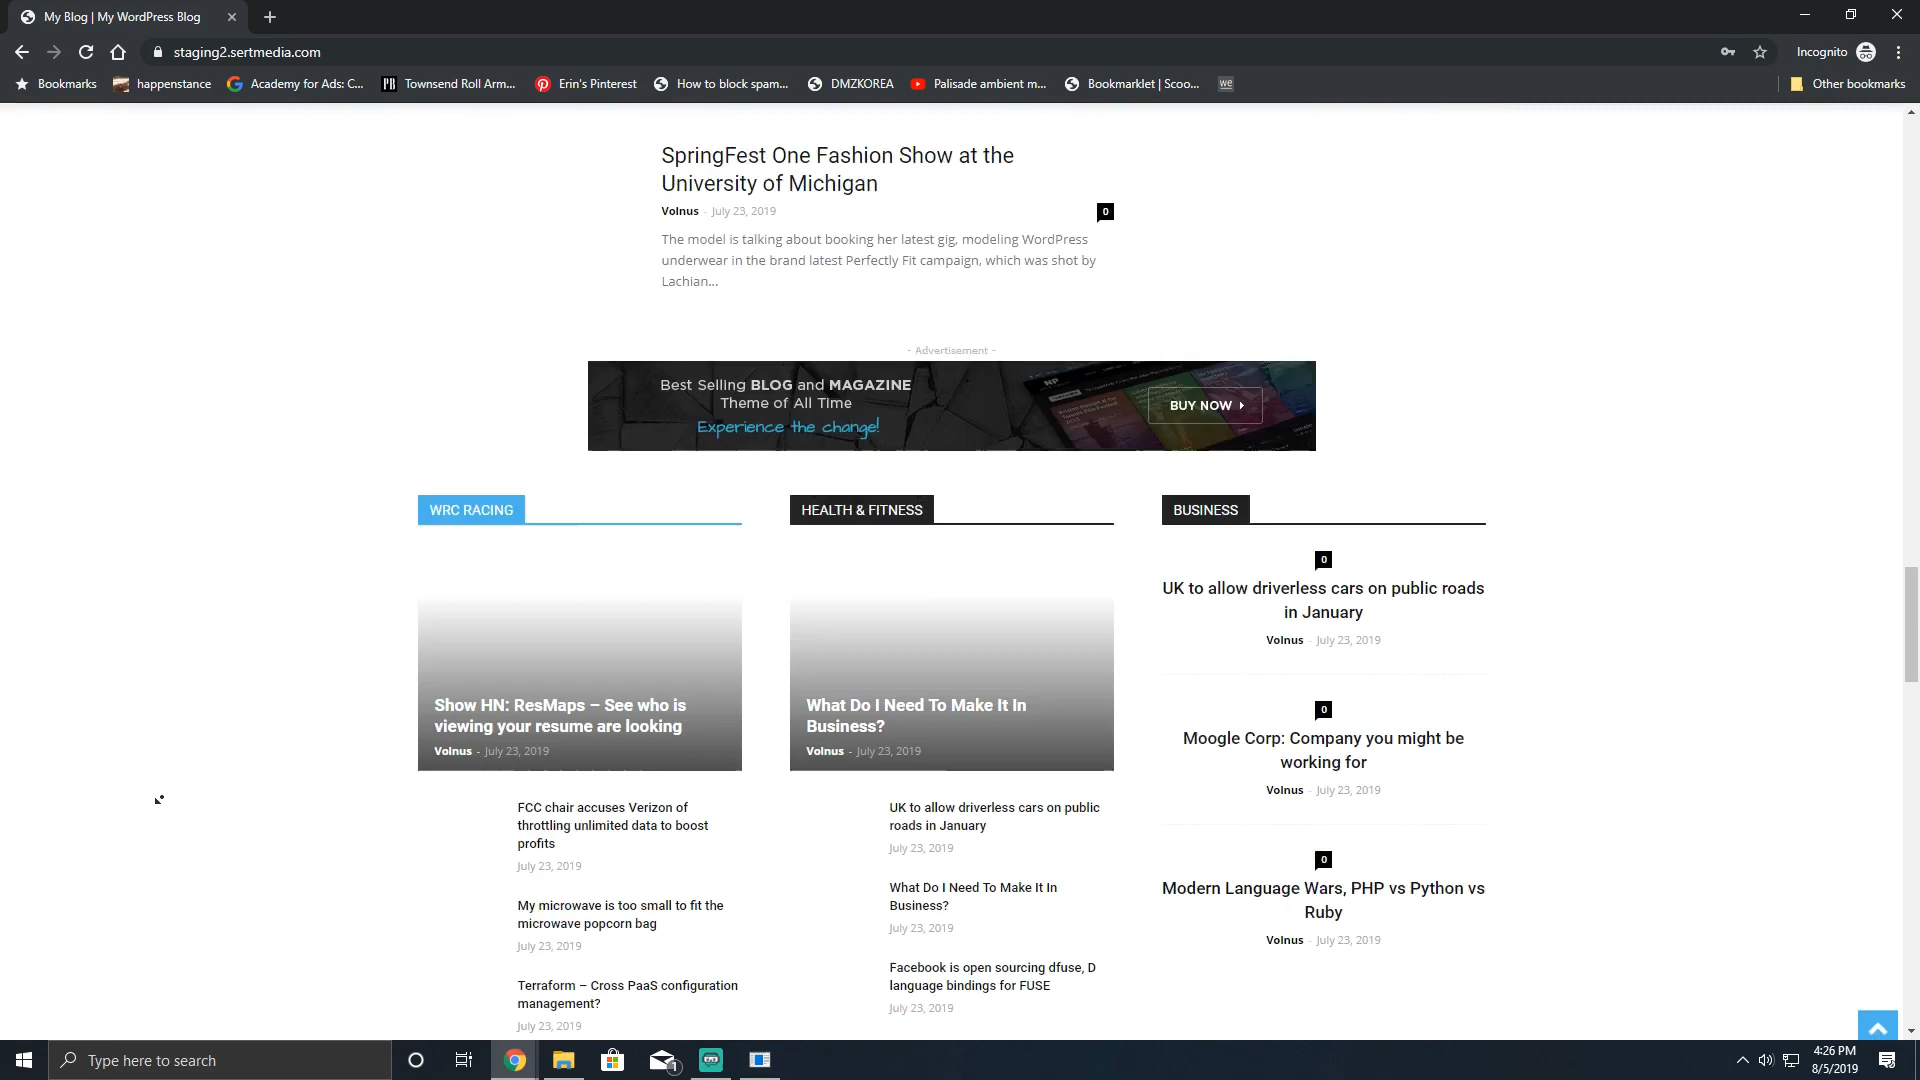 My Blog | My WordPress Blog
staging2.sertmedia.com
Incognito
Bookmarks
happenstance
Academy for Ads: C...
Townsend Roll Arm...
Erin's Pinterest
How to block spam...
DMZKOREA
Palisade ambient m...
Bookmarklet | Scoo...
we
Other bookmarks
SpringFest One Fashion Show at the
University of Michigan
Volnus - July 23, 2019
0
The model is talking about booking her latest gig, modeling WordPress
underwear in the brand latest Perfectly Fit campaign, which was shot by
Lachian...
- Advertisement -
Best Selling BLOG and MAGAZINE
Theme of All Time
Experience the change!
NP
BUY NOW
WRC RACING
Show HN: ResMaps – See who is
viewing your resume are looking
Volnus - July 23, 2019
FCC chair accuses Verizon of
throttling unlimited data to boost
profits
July 23, 2019
My microwave is too small to fit the
microwave popcorn bag
July 23, 2019
Terraform – Cross PaaS configuration
management?
July 23, 2019
HEALTH & FITNESS
What Do I Need To Make It In
Business?
Volnus - July 23, 2019
UK to allow driverless cars on public
roads in January
July 23, 2019
What Do I Need To Make It In
Business?
July 23, 2019
Facebook is open sourcing dfuse, D
language bindings for FUSE
July 23, 2019
BUSINESS
0
UK to allow driverless cars on public roads
in January
Volnus - July 23, 2019
0
Moogle Corp: Company you might be
working for
Volnus - July 23, 2019
0
Modern Language Wars, PHP vs Python vs
Ruby
Volnus - July 23, 2019
Type here to search
1
4:26 PM
8/5/2019